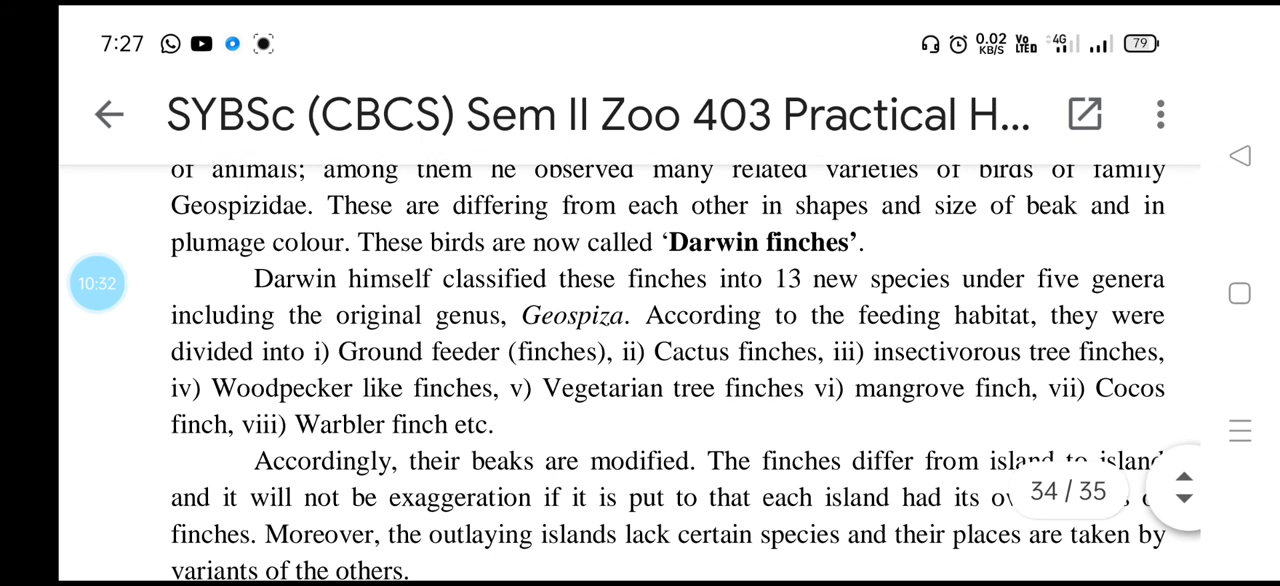 7:27
0.02 KB/S VoLTED 4G 79
SYBSc (CBCS) Sem II Zoo 403 Practical H...
of animals; among them he observed many related varieties of birds of family
Geospizidae. These are differing from each other in shapes and size of beak and in
plumage colour. These birds are now called ‘Darwin finches’.
10:32
Darwin himself classified these finches into 13 new species under five genera
including the original genus, Geospiza. According to the feeding habitat, they were
divided into i) Ground feeder (finches), ii) Cactus finches, iii) insectivorous tree finches,
iv) Woodpecker like finches, v) Vegetarian tree finches vi) mangrove finch, vii) Cocos
finch, viii) Warbler finch etc.
Accordingly, their beaks are modified. The finches differ from island to island
and it will not be exaggeration if it is put to that each island had its
34 / 35
finches. Moreover, the outlaying islands lack certain species and their places are taken by
variants of the others.